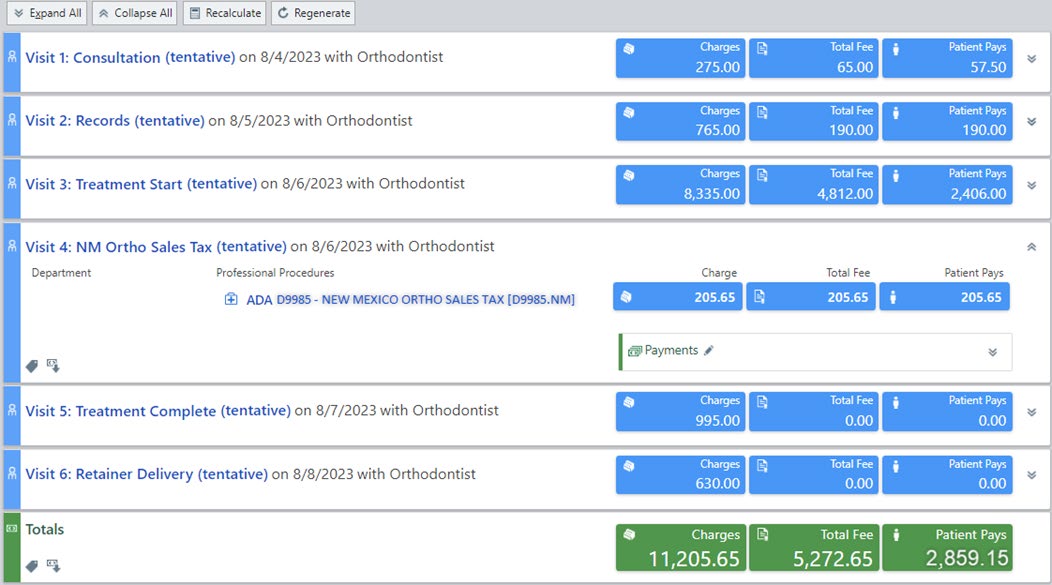 Expand All Collapse All Recalculate Regenerate
Visit 1: Consultation (tentative) on 8/4/2023 with Orthodontist Charges Total Fee Patient Pays
275.00 65.00 57.50
Visit 2: Records (tentative) on 8/5/2023 with Orthodontist Charges Total Fee Patient Pays
765.00 190.00 190.00
Visit 3: Treatment Start (tentative) on 8/6/2023 with Orthodontist Charges Total Fee Patient Pays
8,335.00 4,812.00 2,406.00
Visit 4: NM Ortho Sales Tax (tentative) on 8/6/2023 with Orthodontist
Department Professional Procedures Charge Total Fee Patient Pays
ADA D9985 - NEW MEXICO ORTHO SALES TAX [D9985.NM] 205.65 205.65 205.65
Payments
Visit 5: Treatment Complete (tentative) on 8/7/2023 with Orthodontist Charges Total Fee Patient Pays
995.00 0.00 0.00
Visit 6: Retainer Delivery (tentative) on 8/8/2023 with Orthodontist Charges Total Fee Patient Pays
630.00 0.00 0.00
Totals Charges Total Fee Patient Pays
11,205.65 5,272.65 2,859.15